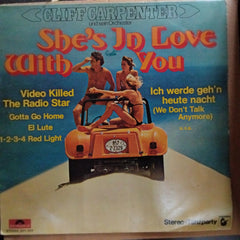 CLIFF CARPENTER
und sein Orchester
She's In Love
With You
Video Killed
The Radio Star
Gotta Go Home
El Lute
1-2-3-4 Red Light
Ich werde geh'n
heute nacht
(We Don't Talk
Anymore)
u.v.a.
Stereo-Tanzparty